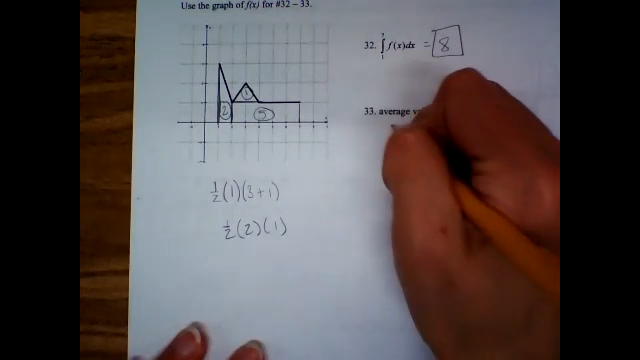 Use the graph of f(x) for #32 – 33.
32. ∫₁⁷ f(x)dx = 8
33. average
2
1
5
½(1)(3+1)
½(2)(1)